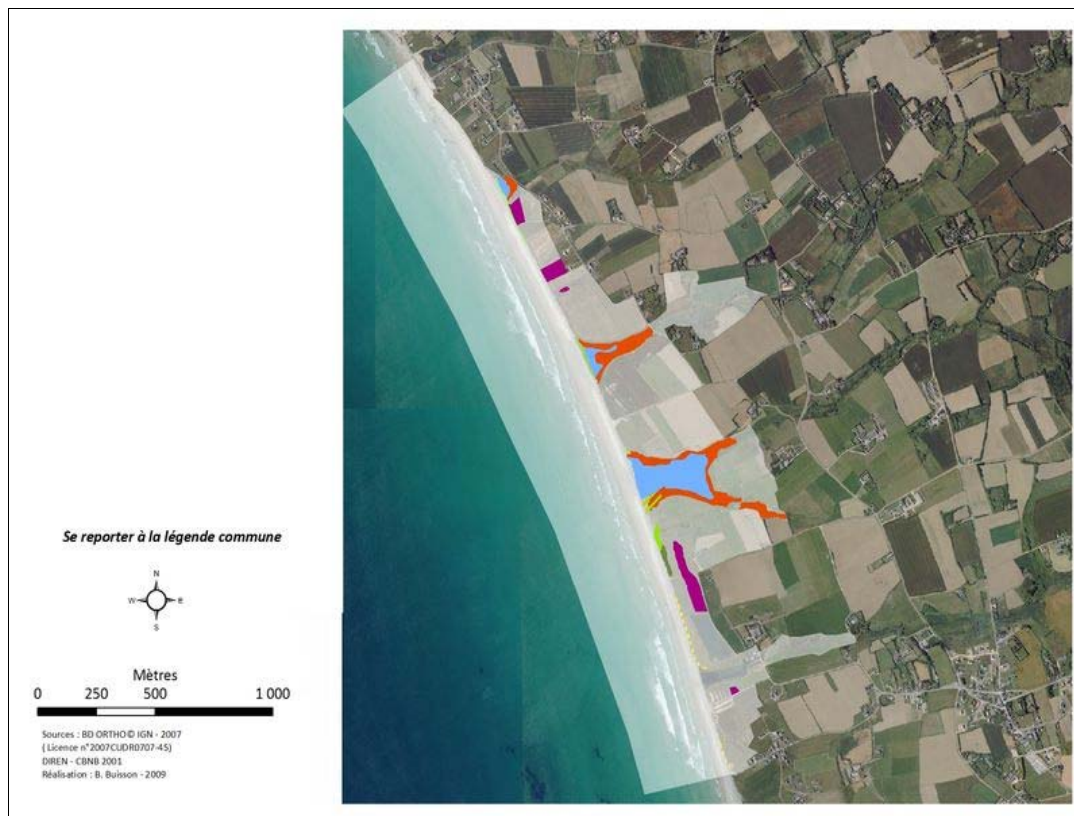 Se reporter à la légende commune
N
W E
S
Mètres
0 250 500 1 000
Sources : BD ORTHO© IGN - 2007
( Licence n°2007CUDR0707-45)
DIREN - CBNB 2001
Réalisation : B. Buisson - 2009